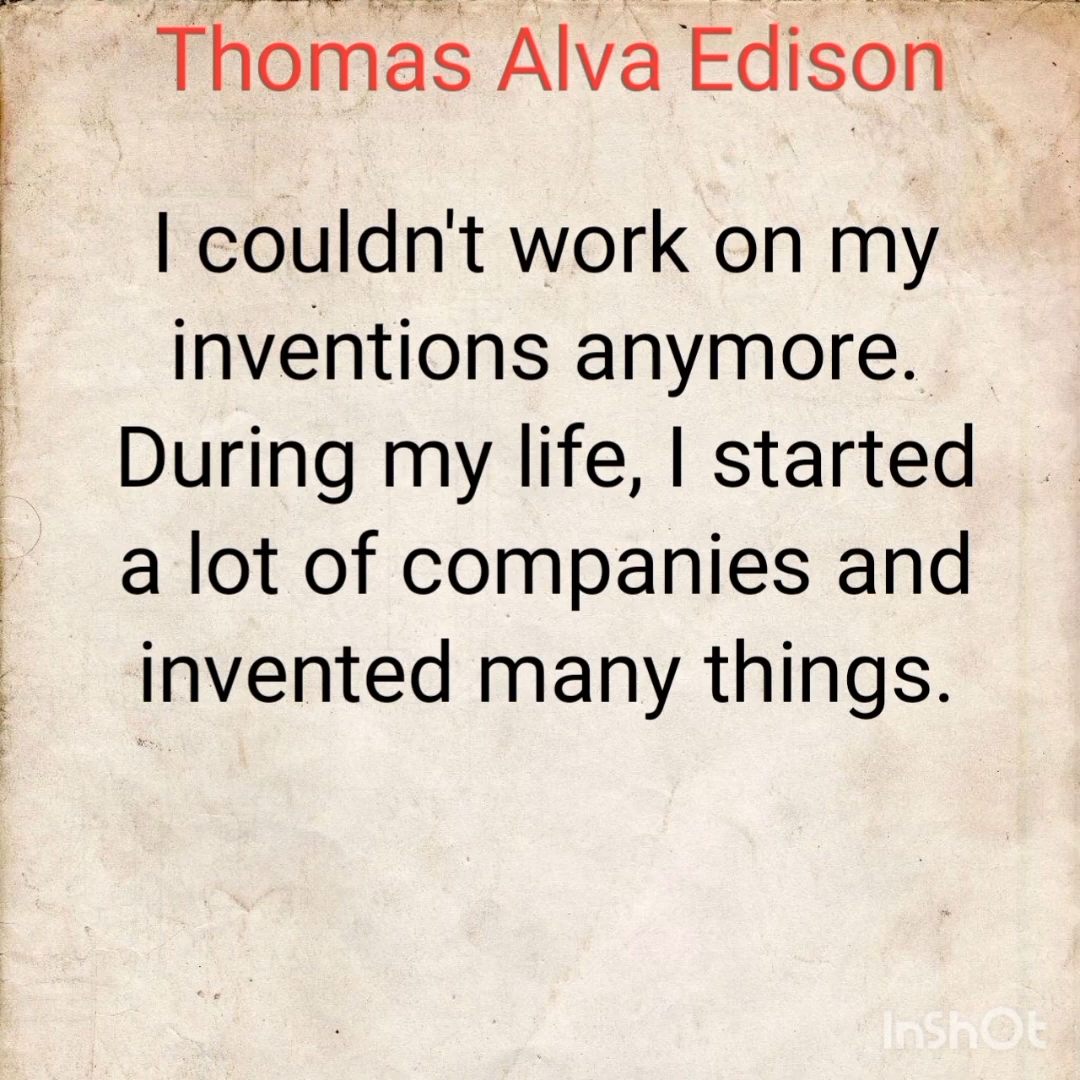 Thomas Alva Edison
I couldn't work on my
inventions anymore.
During my life, I started
a lot of companies and
invented many things.
InShOt